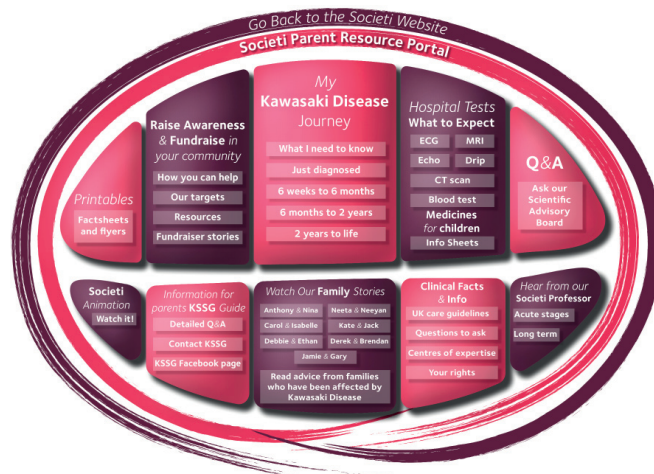 Go Back to the Societi Website
Societi Parent Resource Portal
Printables
Factsheets
and flyers
Raise Awareness
& Fundraise in
your community
How you can help
Our targets
Resources
Fundraiser stories
My
Kawasaki Disease
Journey
What I need to know
Just diagnosed
6 weeks to 6 months
6 months to 2 years
2 years to life
Hospital Tests
What to Expect
ECG MRI
Echo Drip
CT scan
Blood test
Medicines
for children
Info Sheets
Q&A
Ask our
Scientific
Advisory
Board
Societi
Animation
Watch it!
Information for
parents KSSG Guide
Detailed Q&A
Contact KSSG
KSSG Facebook page
Watch Our Family Stories
Anthony & Nina Neeta & Neeyan
Carol & Isabelle Kate & Jack
Debbie & Ethan Derek & Brendan
Jamie & Gary
Read advice from families
who have been affected by
Kawasaki Disease
Clinical Facts
& Info
UK care guidelines
Questions to ask
Centres of expertise
Your rights
Hear from our
Societi Professor
Acute stages
Long term